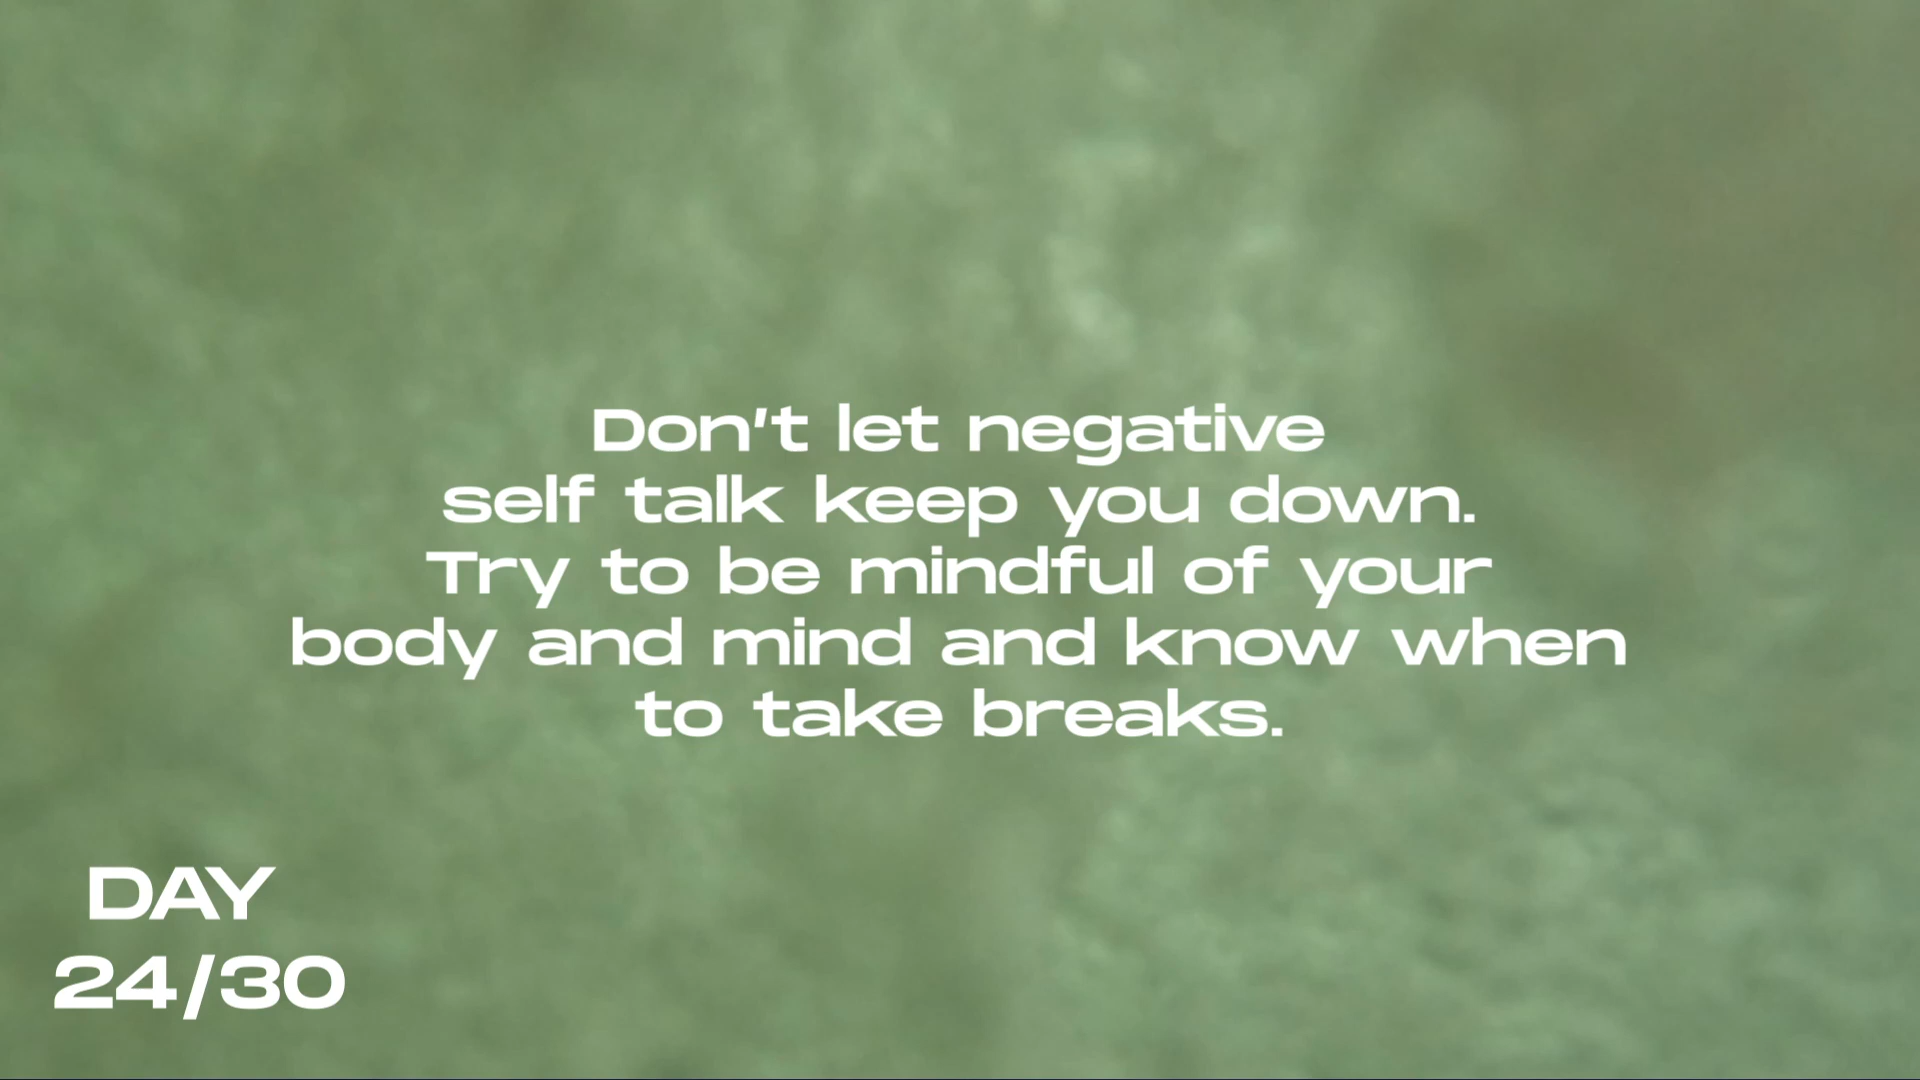 Don't let negative
self talk keep you down.
Try to be mindful of your
body and mind and know when
to take breaks.
DAY
24/30